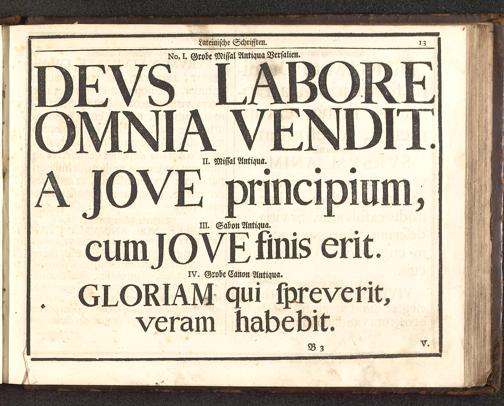 Lateinische Schrifften.
13
No. I. Grobe Missal Antiqua Versalien.
DEVS LABORE
OMNIA VENDIT.
II. Missal Antiqua.
A JOVE principium,
III. Sabon Antiqua.
cum JOVE finis erit.
IV. Grobe Canon Antiqua.
GLORIAM qui ſpreverit,
veram habebit.
B 3
V.